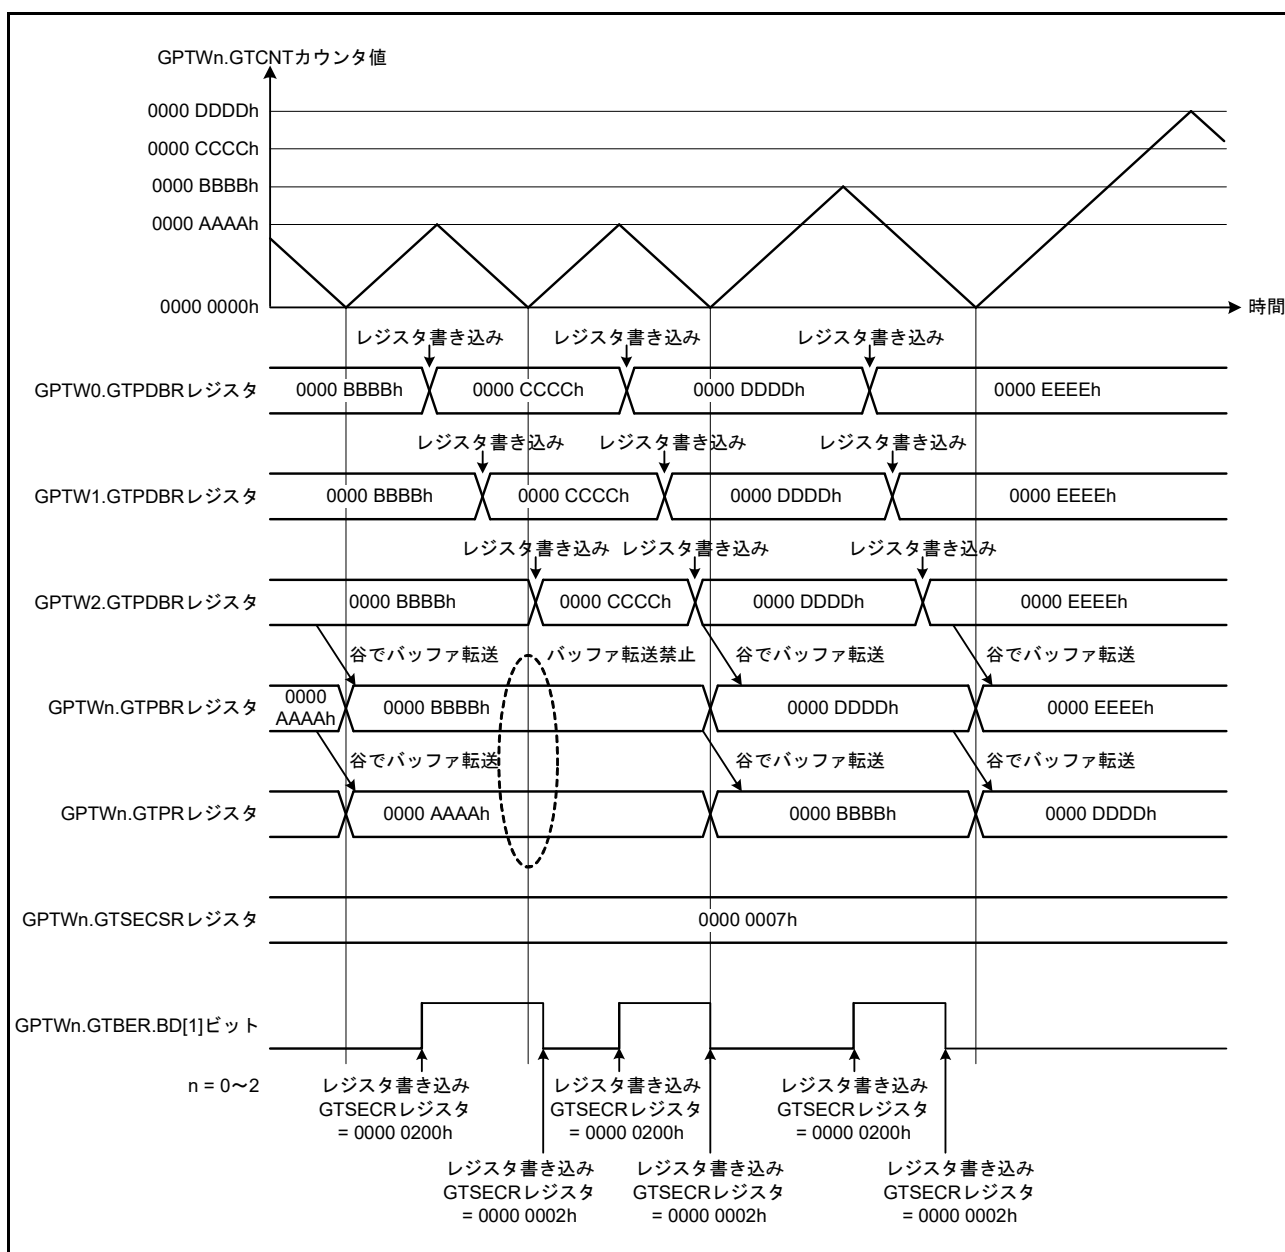 GPTWn.GTCNTカウンタ値
0000 DDDDh
0000 CCCCh
0000 BBBBh
0000 AAAAh
0000 0000h
時間
レジスタ書き込み
レジスタ書き込み
レジスタ書き込み
GPTW0.GTPDBRレジスタ
0000 BBBBh
0000 CCCCh
0000 DDDDh
0000 EEEEh
レジスタ書き込み
レジスタ書き込み
レジスタ書き込み
GPTW1.GTPDBRレジスタ
0000 BBBBh
0000 CCCCh
0000 DDDDh
0000 EEEEh
レジスタ書き込み
レジスタ書き込み
レジスタ書き込み
GPTW2.GTPDBRレジスタ
0000 BBBBh
0000 CCCCh
0000 DDDDh
0000 EEEEh
谷でバッファ転送
バッファ転送禁止
谷でバッファ転送
谷でバッファ転送
GPTWn.GTPBRレジスタ
0000
AAAAh
0000 BBBBh
0000 DDDDh
0000 EEEEh
谷でバッファ転送
谷でバッファ転送
谷でバッファ転送
GPTWn.GTPRレジスタ
0000 AAAAh
0000 BBBBh
0000 DDDDh
GPTWn.GTSECSRレジスタ
0000 0007h
GPTWn.GTBER.BD[1]ビット
n = 0～2
レジスタ書き込み
GTSECRレジスタ
= 0000 0200h
レジスタ書き込み
GTSECRレジスタ
= 0000 0200h
レジスタ書き込み
GTSECRレジスタ
= 0000 0200h
レジスタ書き込み
GTSECRレジスタ
= 0000 0002h
レジスタ書き込み
GTSECRレジスタ
= 0000 0002h
レジスタ書き込み
GTSECRレジスタ
= 0000 0002h